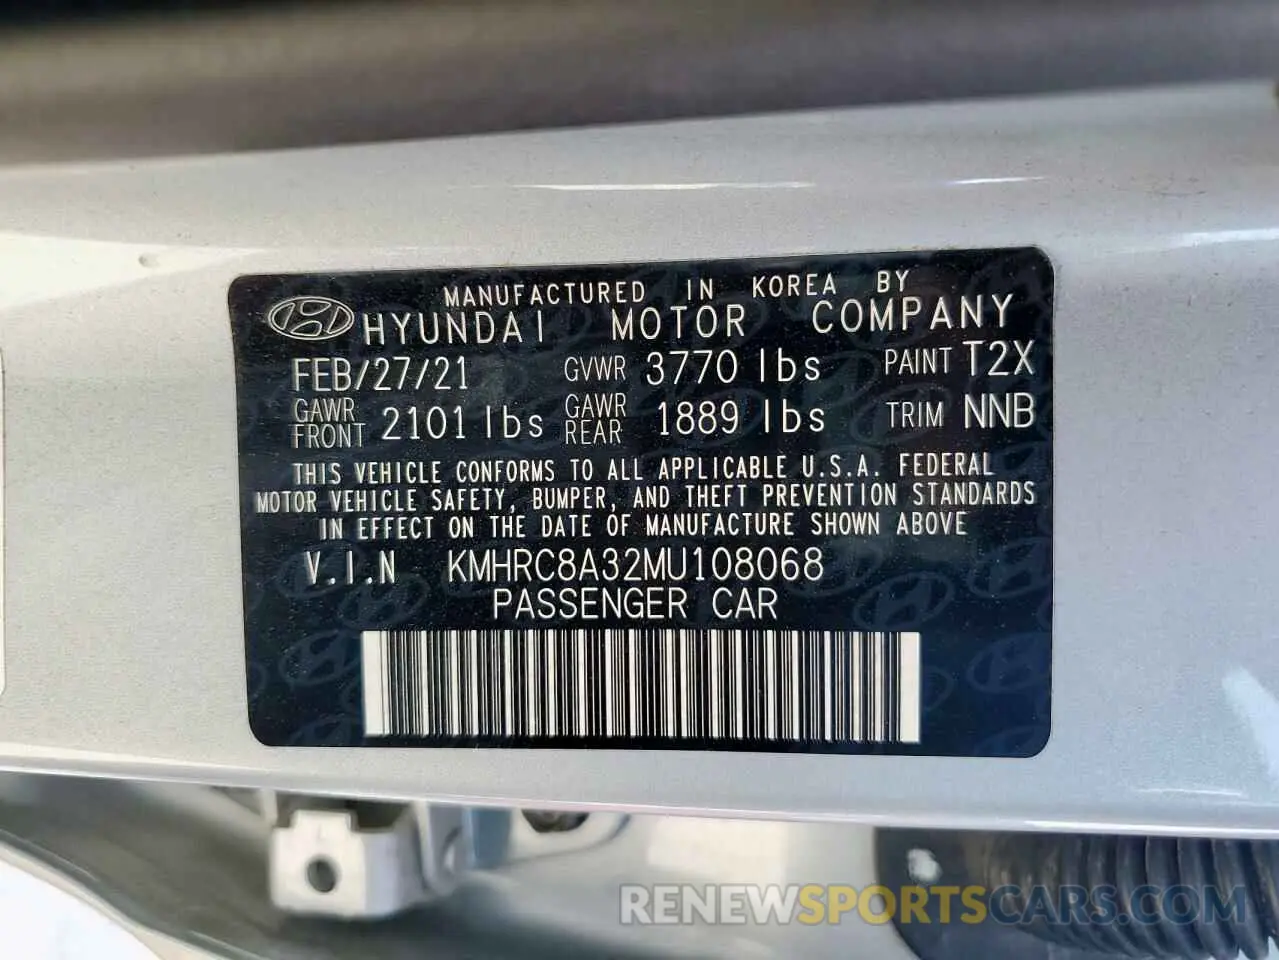 MANUFACTURED IN KOREA BY
HYUNDAI MOTOR COMPANY
FEB/27/21 GVWR 3770 lbs PAINT T2X
GAWR FRONT 2101 lbs GAWR REAR 1889 lbs TRIM NNB
THIS VEHICLE CONFORMS TO ALL APPLICABLE U.S.A. FEDERAL
MOTOR VEHICLE SAFETY, BUMPER, AND THEFT PREVENTION STANDARDS
IN EFFECT ON THE DATE OF MANUFACTURE SHOWN ABOVE
V.I.N KMHRC8A32MU108068
PASSENGER CAR
RENEWSPORTSCARS.COM